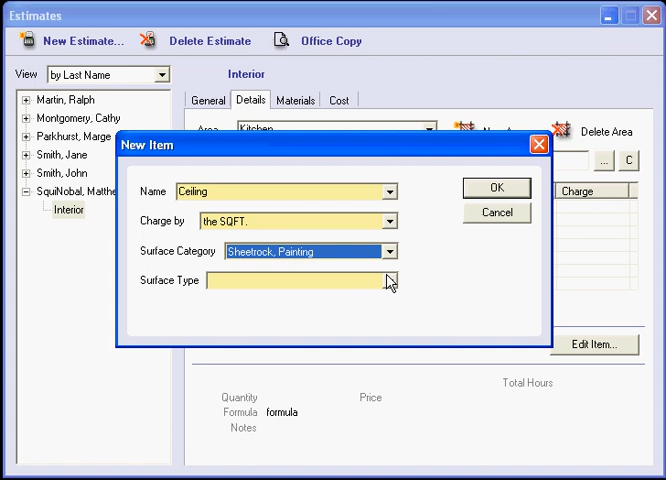 Estimates
New Estimate... Delete Estimate Office Copy
View by Last Name Interior
Martin, Ralph
Montgomery, Cathy
Parkhurst, Marge
Smith, Jane
Smith, John
SquiNobal, Matthe
Interior
General Details Materials Cost
Area Kitchen Delete Area
... C
Charge
New Item
Name Ceiling OK
Charge by the SQFT. Cancel
Surface Category Sheetrock, Painting
Surface Type
Edit Item...
Total Hours
Quantity Price
Formula formula
Notes